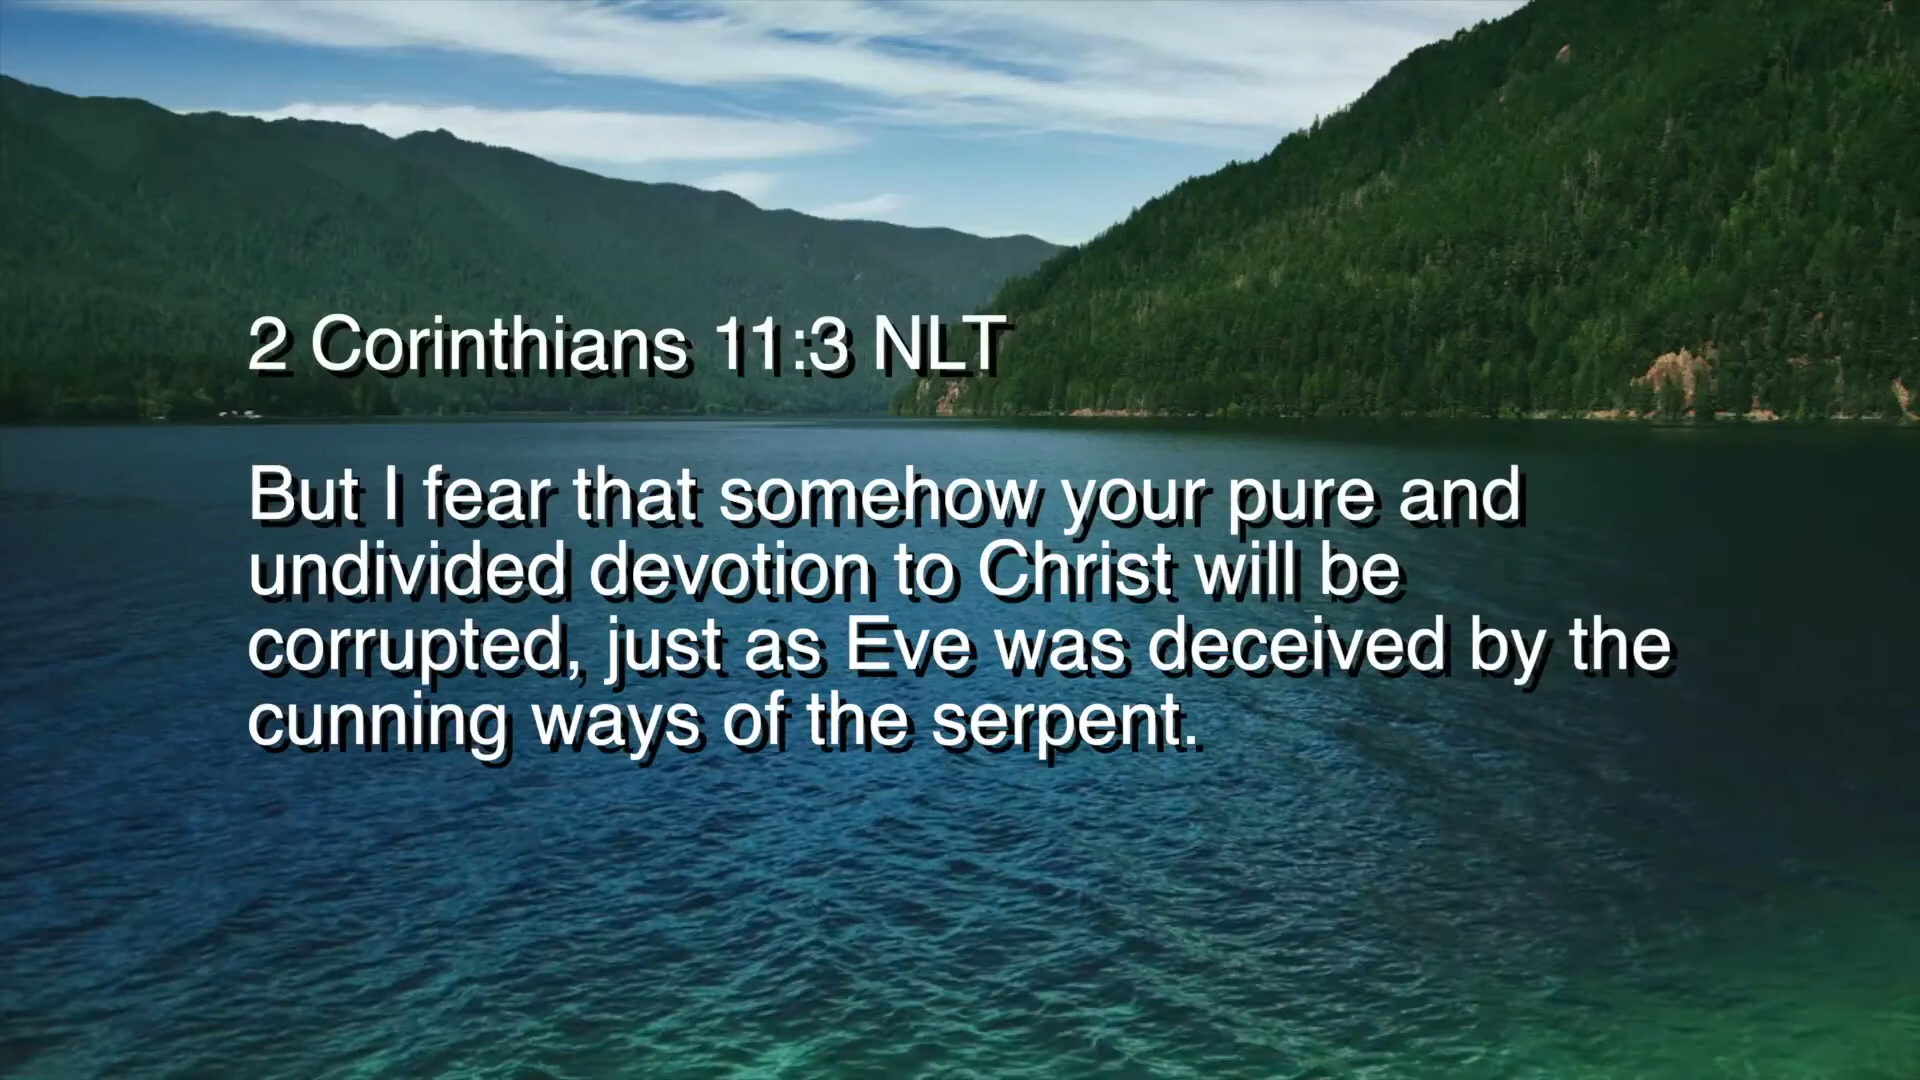 2 Corinthians 11:3 NLT
But I fear that somehow your pure and
undivided devotion to Christ will be
corrupted, just as Eve was deceived by the
cunning ways of the serpent.